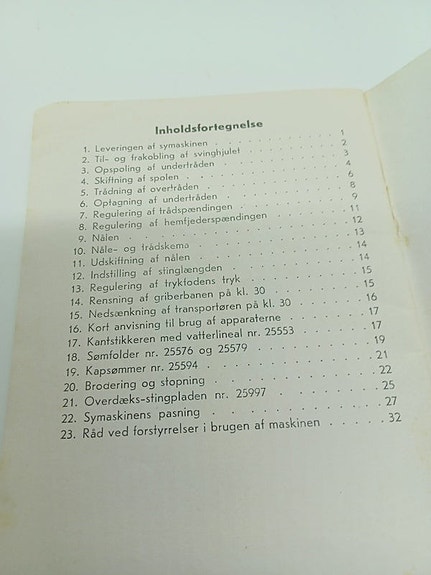 Inholdsfortegnelse
1. Leveringen af symaskinen . . . . . . . . . . . 1
2. Til- og frakobling af svinghjulet . . . . . . . . . 2
3. Opspoling af undertråden . . . . . . . . . . . 3
4. Skiftning af spolen . . . . . . . . . . . . . 4
5. Trådning af overtråden . . . . . . . . . . . . 6
6. Optagning af undertråden . . . . . . . . . . . 8
7. Regulering af trådspændingen . . . . . . . . . . 9
8. Regulering af hemfjederspændingen . . . . . . . . 11
9. Nålen . . . . . . . . . . . . . . . . . 12
10. Nåle- og trådskema . . . . . . . . . . . . . 13
11. Udskiftning af nålen . . . . . . . . . . . . . 14
12. Indstilling af stinglængden . . . . . . . . . . . 14
13. Regulering af trykfodens tryk . . . . . . . . . . 15
14. Rensning af griberbanen på kl. 30 . . . . . . . . 15
15. Nedsænkning af transportøren på kl. 30 . . . . . . 16
16. Kort anvisning til brug af apparaterne . . . . . . . 17
17. Kantstikkeren med vatterlineal nr. 25553 . . . . . . 17
18. Sømfolder nr. 25576 og 25579 . . . . . . . . . 19
19. Kapsømmer nr. 25594 . . . . . . . . . . . . 21
20. Brodering og stopning . . . . . . . . . . . . 22
21. Overdæks-stingpladen nr. 25997 . . . . . . . . . 25
22. Symaskinens pasning . . . . . . . . . . . . . 27
23. Råd ved forstyrrelser i brugen af maskinen . . . . . 32